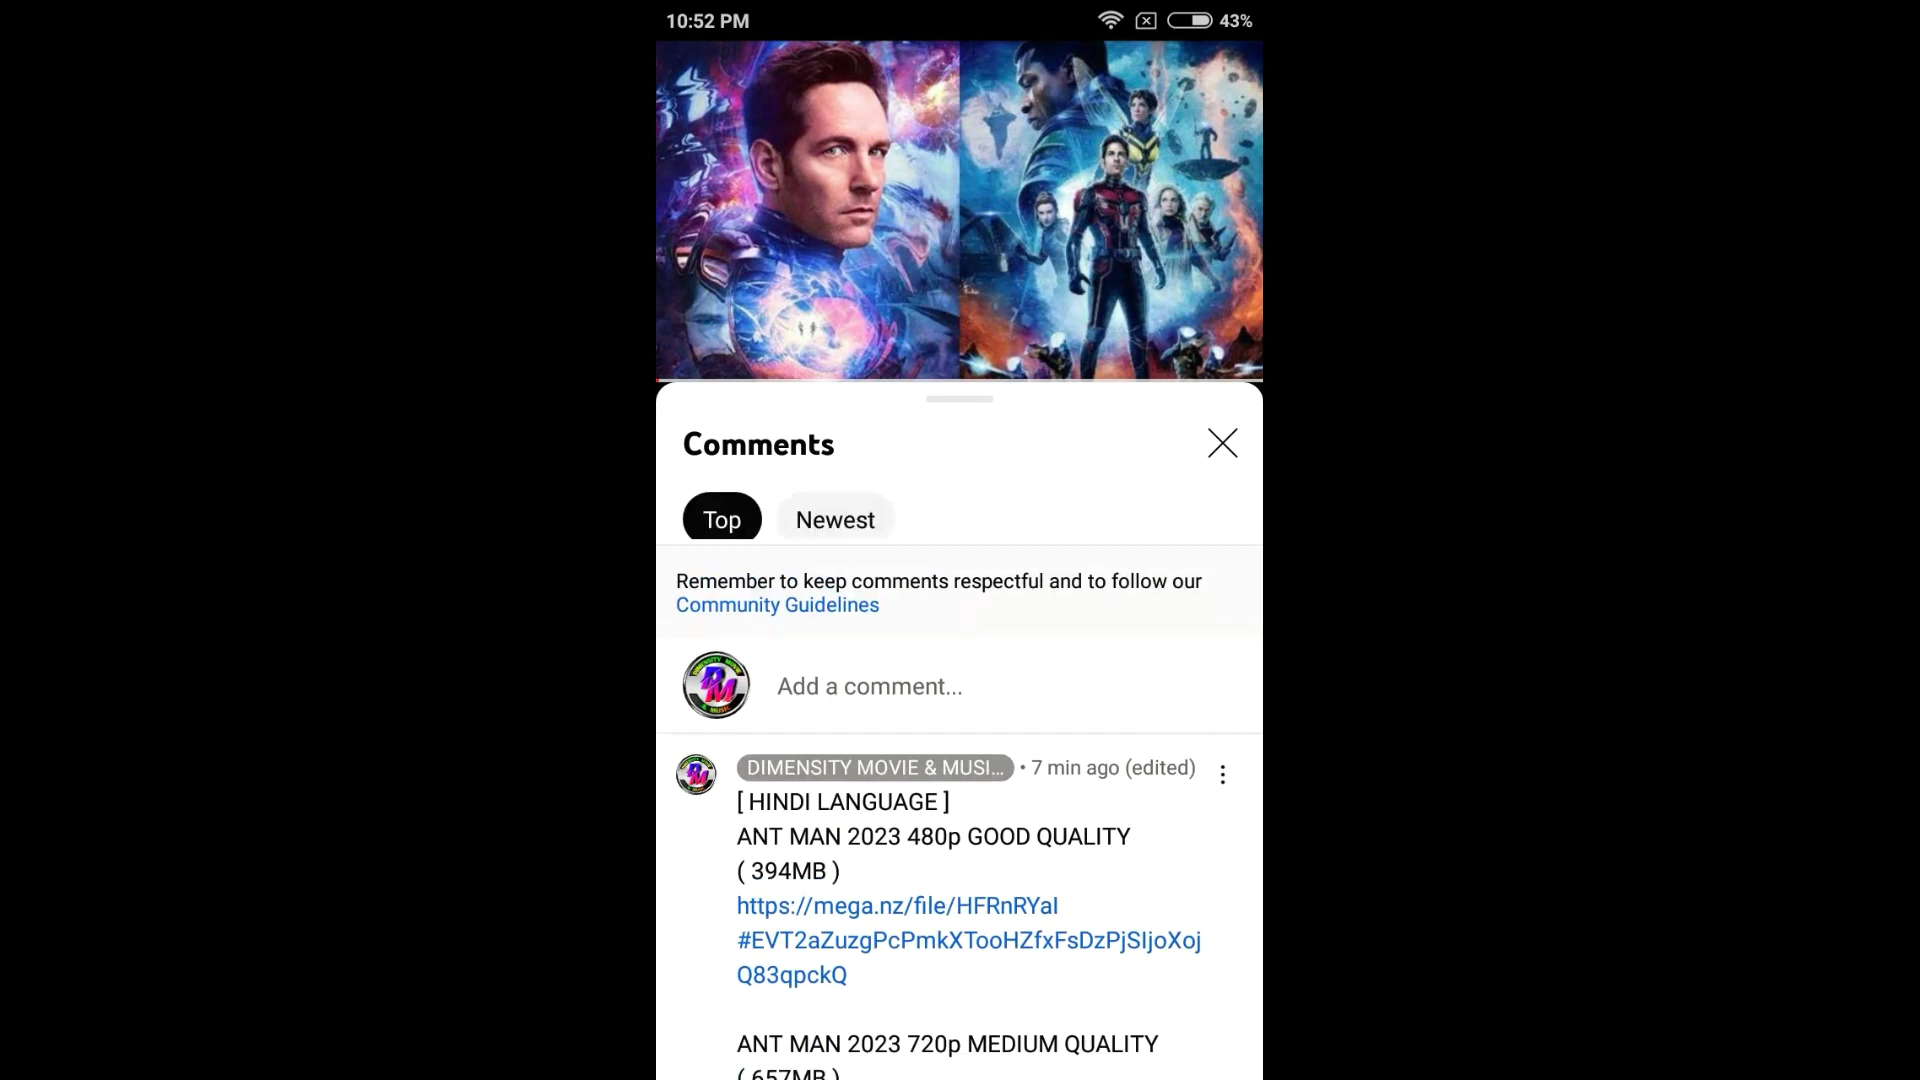 10:52 PM
43%
Comments
Top
Newest
Remember to keep comments respectful and to follow our
Community Guidelines
Add a comment...
DIMENSITY MOVIE & MUSI... • 7 min ago (edited)
[ HINDI LANGUAGE ]
ANT MAN 2023 480p GOOD QUALITY
( 394MB )
https://mega.nz/file/HFRnRYaI
#EVT2aZuzgPcPmkXTooHZfxFsDzPjSIjoXoj
Q83qpckQ
ANT MAN 2023 720p MEDIUM QUALITY
( 657MB )